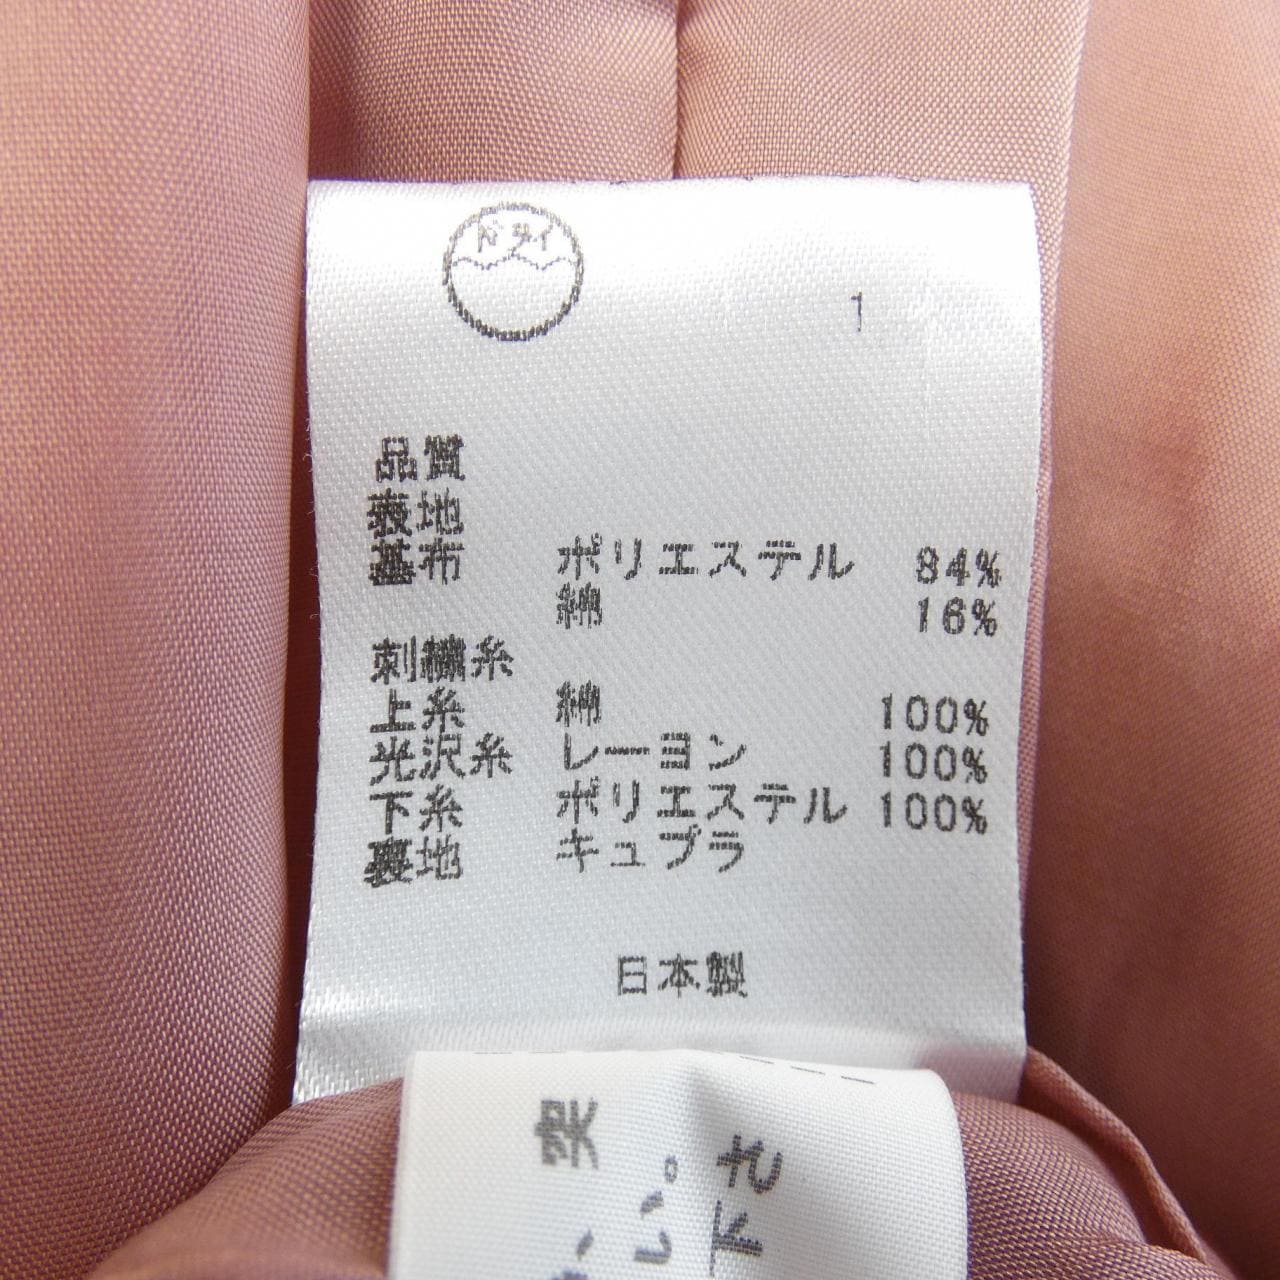 ドライ
1
品質
表地
基布 ポリエステル 84%
綿 16%
刺繍糸
上糸 綿 100%
光沢糸 レーヨン 100%
下糸 ポリエステル 100%
裏地 キュプラ
日本製
い。
下